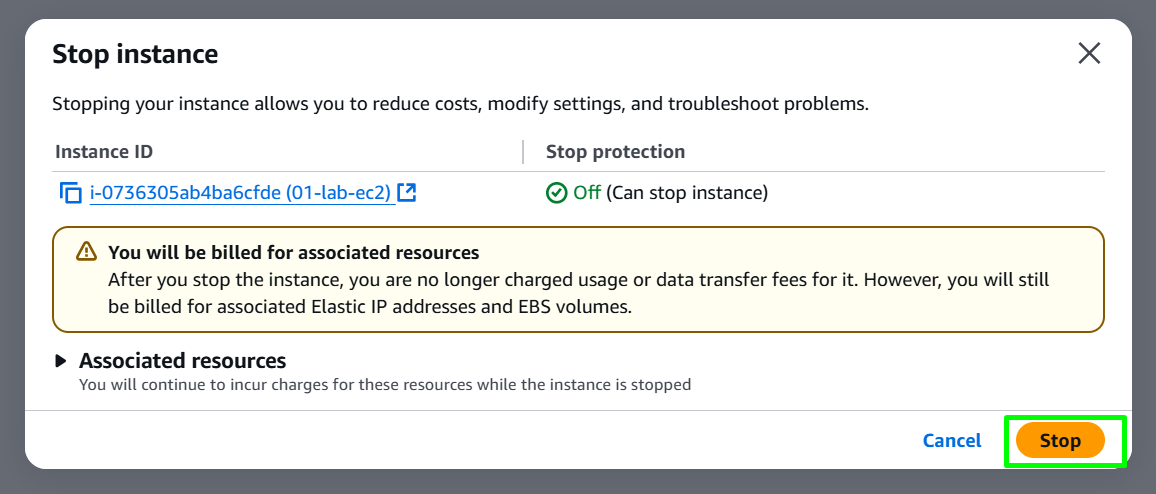 Stop instance
Stopping your instance allows you to reduce costs, modify settings, and troubleshoot problems.
Instance ID
Stop protection
i-0736305ab4ba6cfde (01-lab-ec2)
Off (Can stop instance)
You will be billed for associated resources
After you stop the instance, you are no longer charged usage or data transfer fees for it. However, you will still
be billed for associated Elastic IP addresses and EBS volumes.
Associated resources
You will continue to incur charges for these resources while the instance is stopped
Cancel
Stop